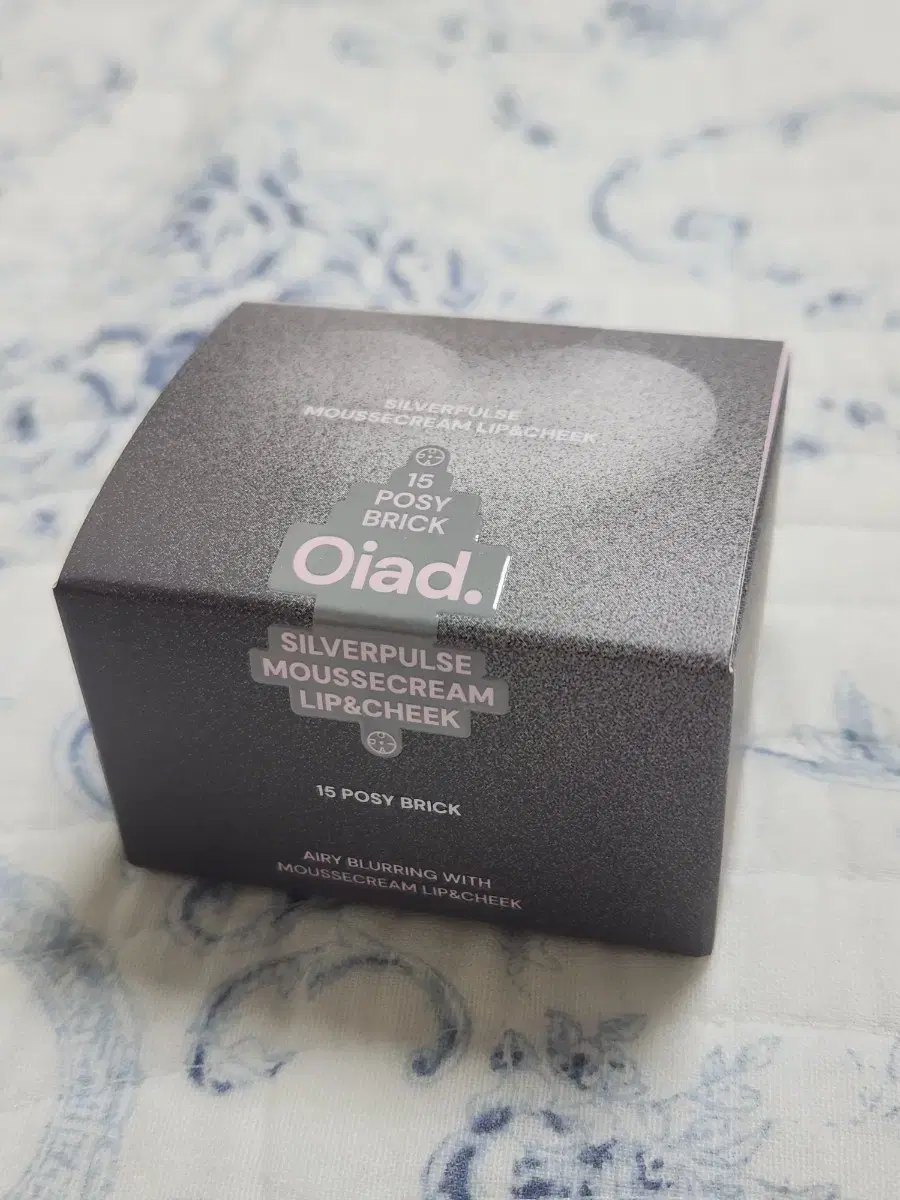 SILVERPULSE
MOUSSECREAM LIP&CHEEK
15
POSY
BRICK
Oiad.
SILVERPULSE
MOUSSECREAM
LIP&CHEEK
15 POSY BRICK
AIRY BLURRING WITH
MOUSSECREAM LIP&CHEEK